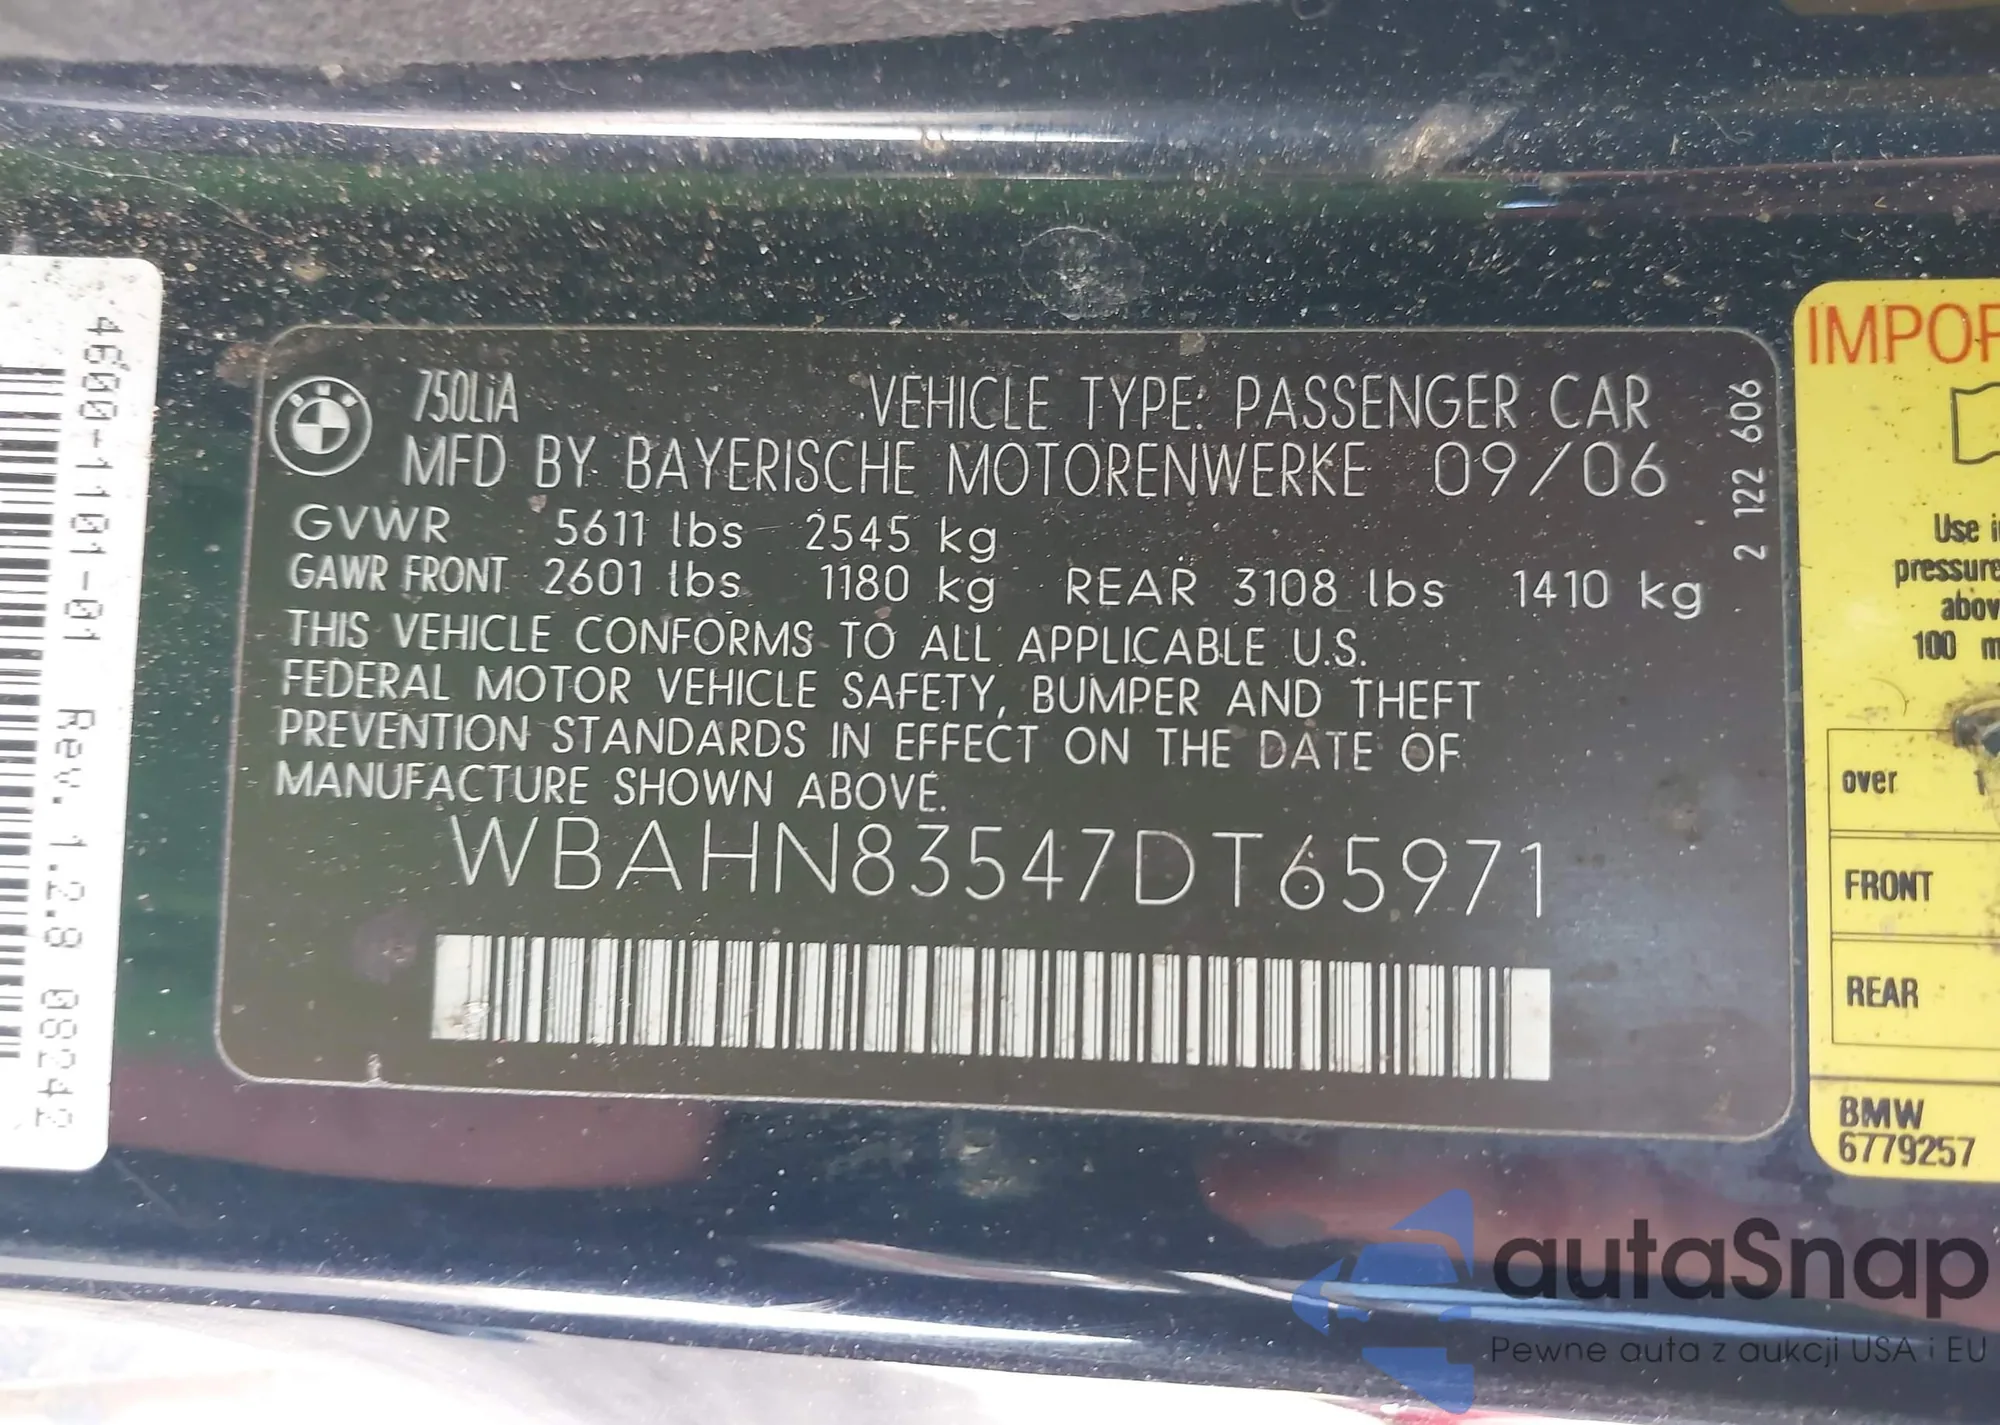 4600-1101-01 Rev.1.2.8 08242
BMW
750LiA VEHICLE TYPE: PASSENGER CAR
MFD BY BAYERISCHE MOTORENWERKE 09/06
GVWR 5611 lbs 2545 kg
GAWR FRONT 2601 lbs 1180 kg REAR 3108 lbs 1410 kg
THIS VEHICLE CONFORMS TO ALL APPLICABLE U.S.
FEDERAL MOTOR VEHICLE SAFETY, BUMPER AND THEFT
PREVENTION STANDARDS IN EFFECT ON THE DATE OF
MANUFACTURE SHOWN ABOVE.
WBAHN83547DT65971
2 122 606
IMPOR
Use i
pressure
abov
100 m
over 1
FRONT
REAR
BMW
6779257
autaSnap
Pewne auta z aukcji USA i EU